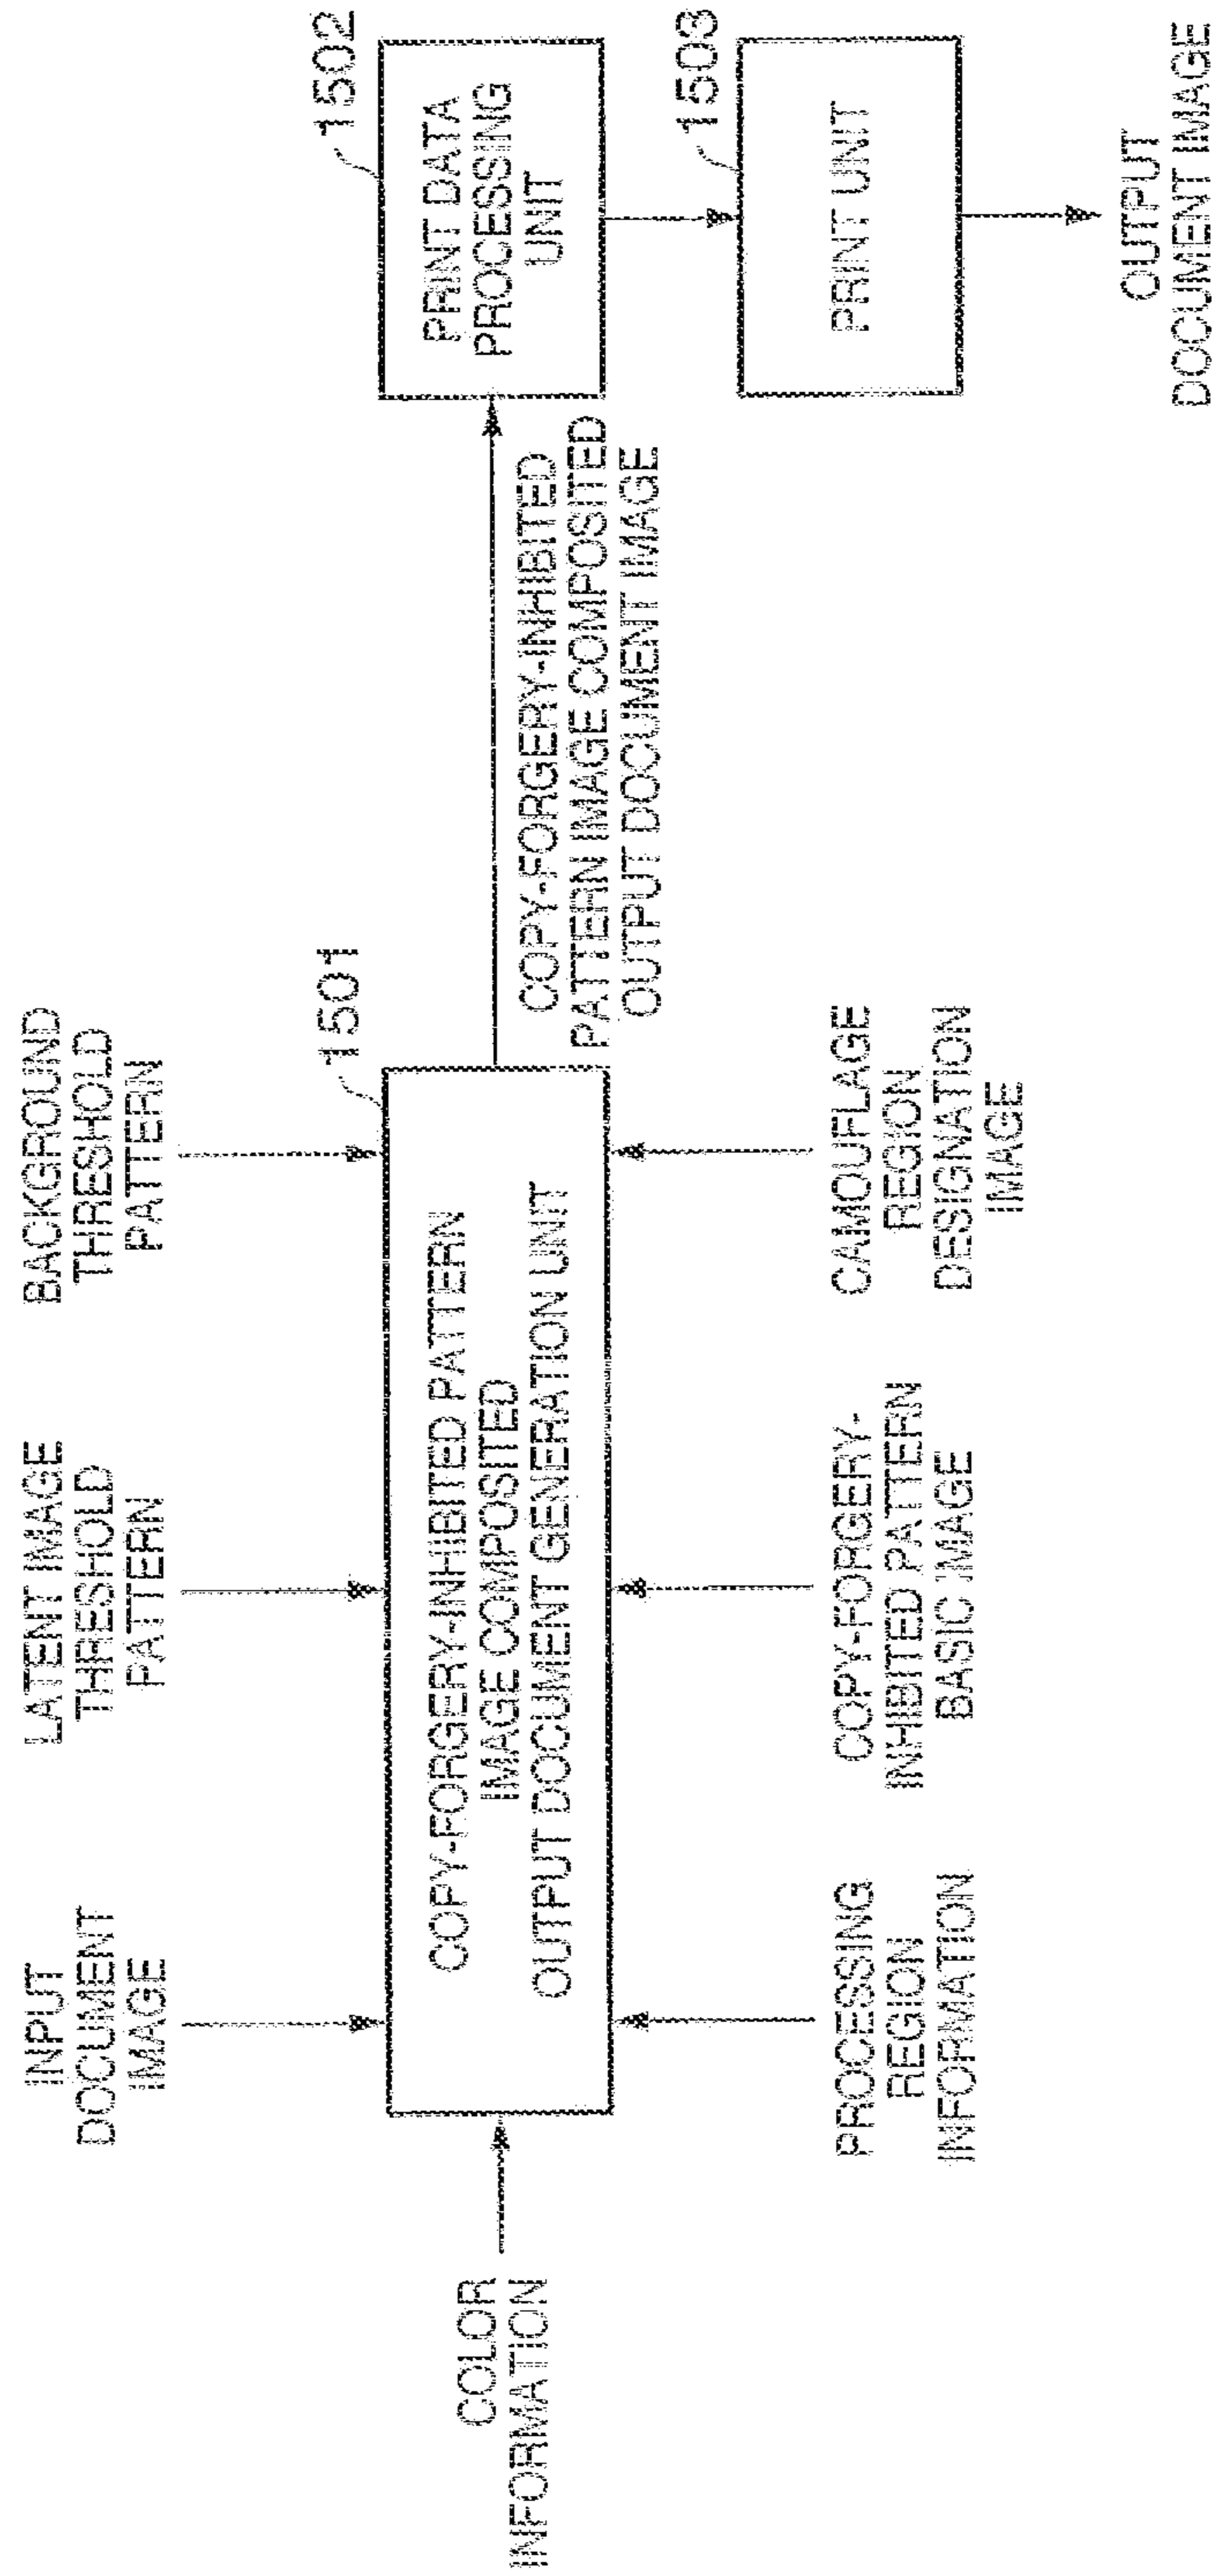 INPUT
DOCUMENT
IMAGE
LATENT IMAGE
THRESHOLD
PATTERN
BACKGROUND
THRESHOLD
PATTERN
1501
1502
COLOR
INFORMATION
COPY-FORGERY-INHIBITED PATTERN
IMAGE COMPOSITED
OUTPUT DOCUMENT GENERATION UNIT
COPY-FORGERY-INHIBITED
PATTERN IMAGE COMPOSITED
OUTPUT DOCUMENT IMAGE
PRINT DATA
PROCESSING
UNIT
1503
PRINT UNIT
PROCESSING
REGION
INFORMATION
COPY-FORGERY-
INHIBITED PATTERN
BASIC IMAGE
CAMOUFLAGE
REGION
DESIGNATION
IMAGE
OUTPUT
DOCUMENT IMAGE